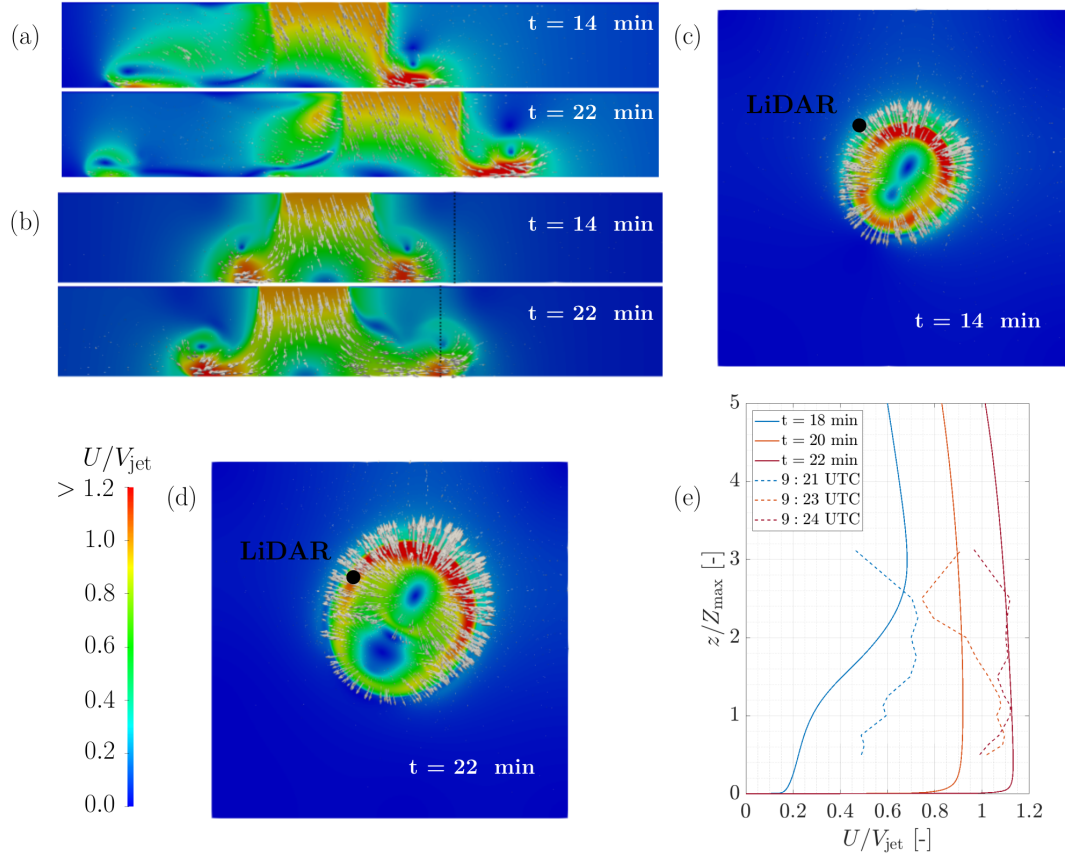 (a)
t = 14 min
t = 22 min
(b)
t = 14 min
t = 22 min
(c)
LiDAR
t = 14 min
U/V_jet
>
1.2
1.0
0.8
0.6
0.4
0.2
0.0
(d)
LiDAR
t = 22 min
(e)
5
4
3
2
1
0
z/Z_max [-]
t = 18 min
t = 20 min
t = 22 min
9 : 21 UTC
9 : 23 UTC
9 : 24 UTC
0 0.2 0.4 0.6 0.8 1 1.2
U/V_jet [-]